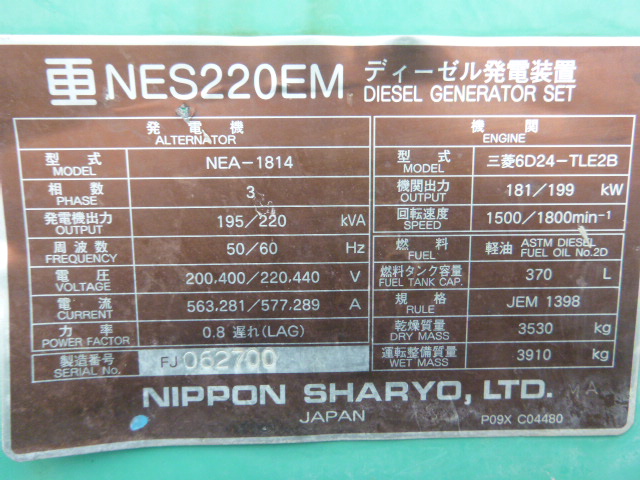 NES220EM ディーゼル発電装置
DIESEL GENERATOR SET
発電機
ALTERNATOR
型式 NEA-1814
MODEL
相数 3
PHASE
発電機出力 195/220 kVA
OUTPUT
周波数 50/60 Hz
FREQUENCY
電圧 200,400/220,440 V
VOLTAGE
電流 563,281/577,289 A
CURRENT
力率 0.8 遅れ(LAG)
POWER FACTOR
製造番号 FJ 062700
SERIAL No.
機関
ENGINE
型式 三菱6D24-TLE2B
MODEL
機関出力 181/199 kW
OUTPUT
回転速度 1500/1800min-1
SPEED
燃料 軽油 ASTM DIESEL
FUEL FUEL OIL No.2D
燃料タンク容量 370 L
FUEL TANK CAP.
規格 JEM 1398
RULE
乾燥質量 3530 kg
DRY MASS
運転整備質量 3910 kg
WET MASS
NIPPON SHARYO, LTD.
JAPAN
P09X C04480